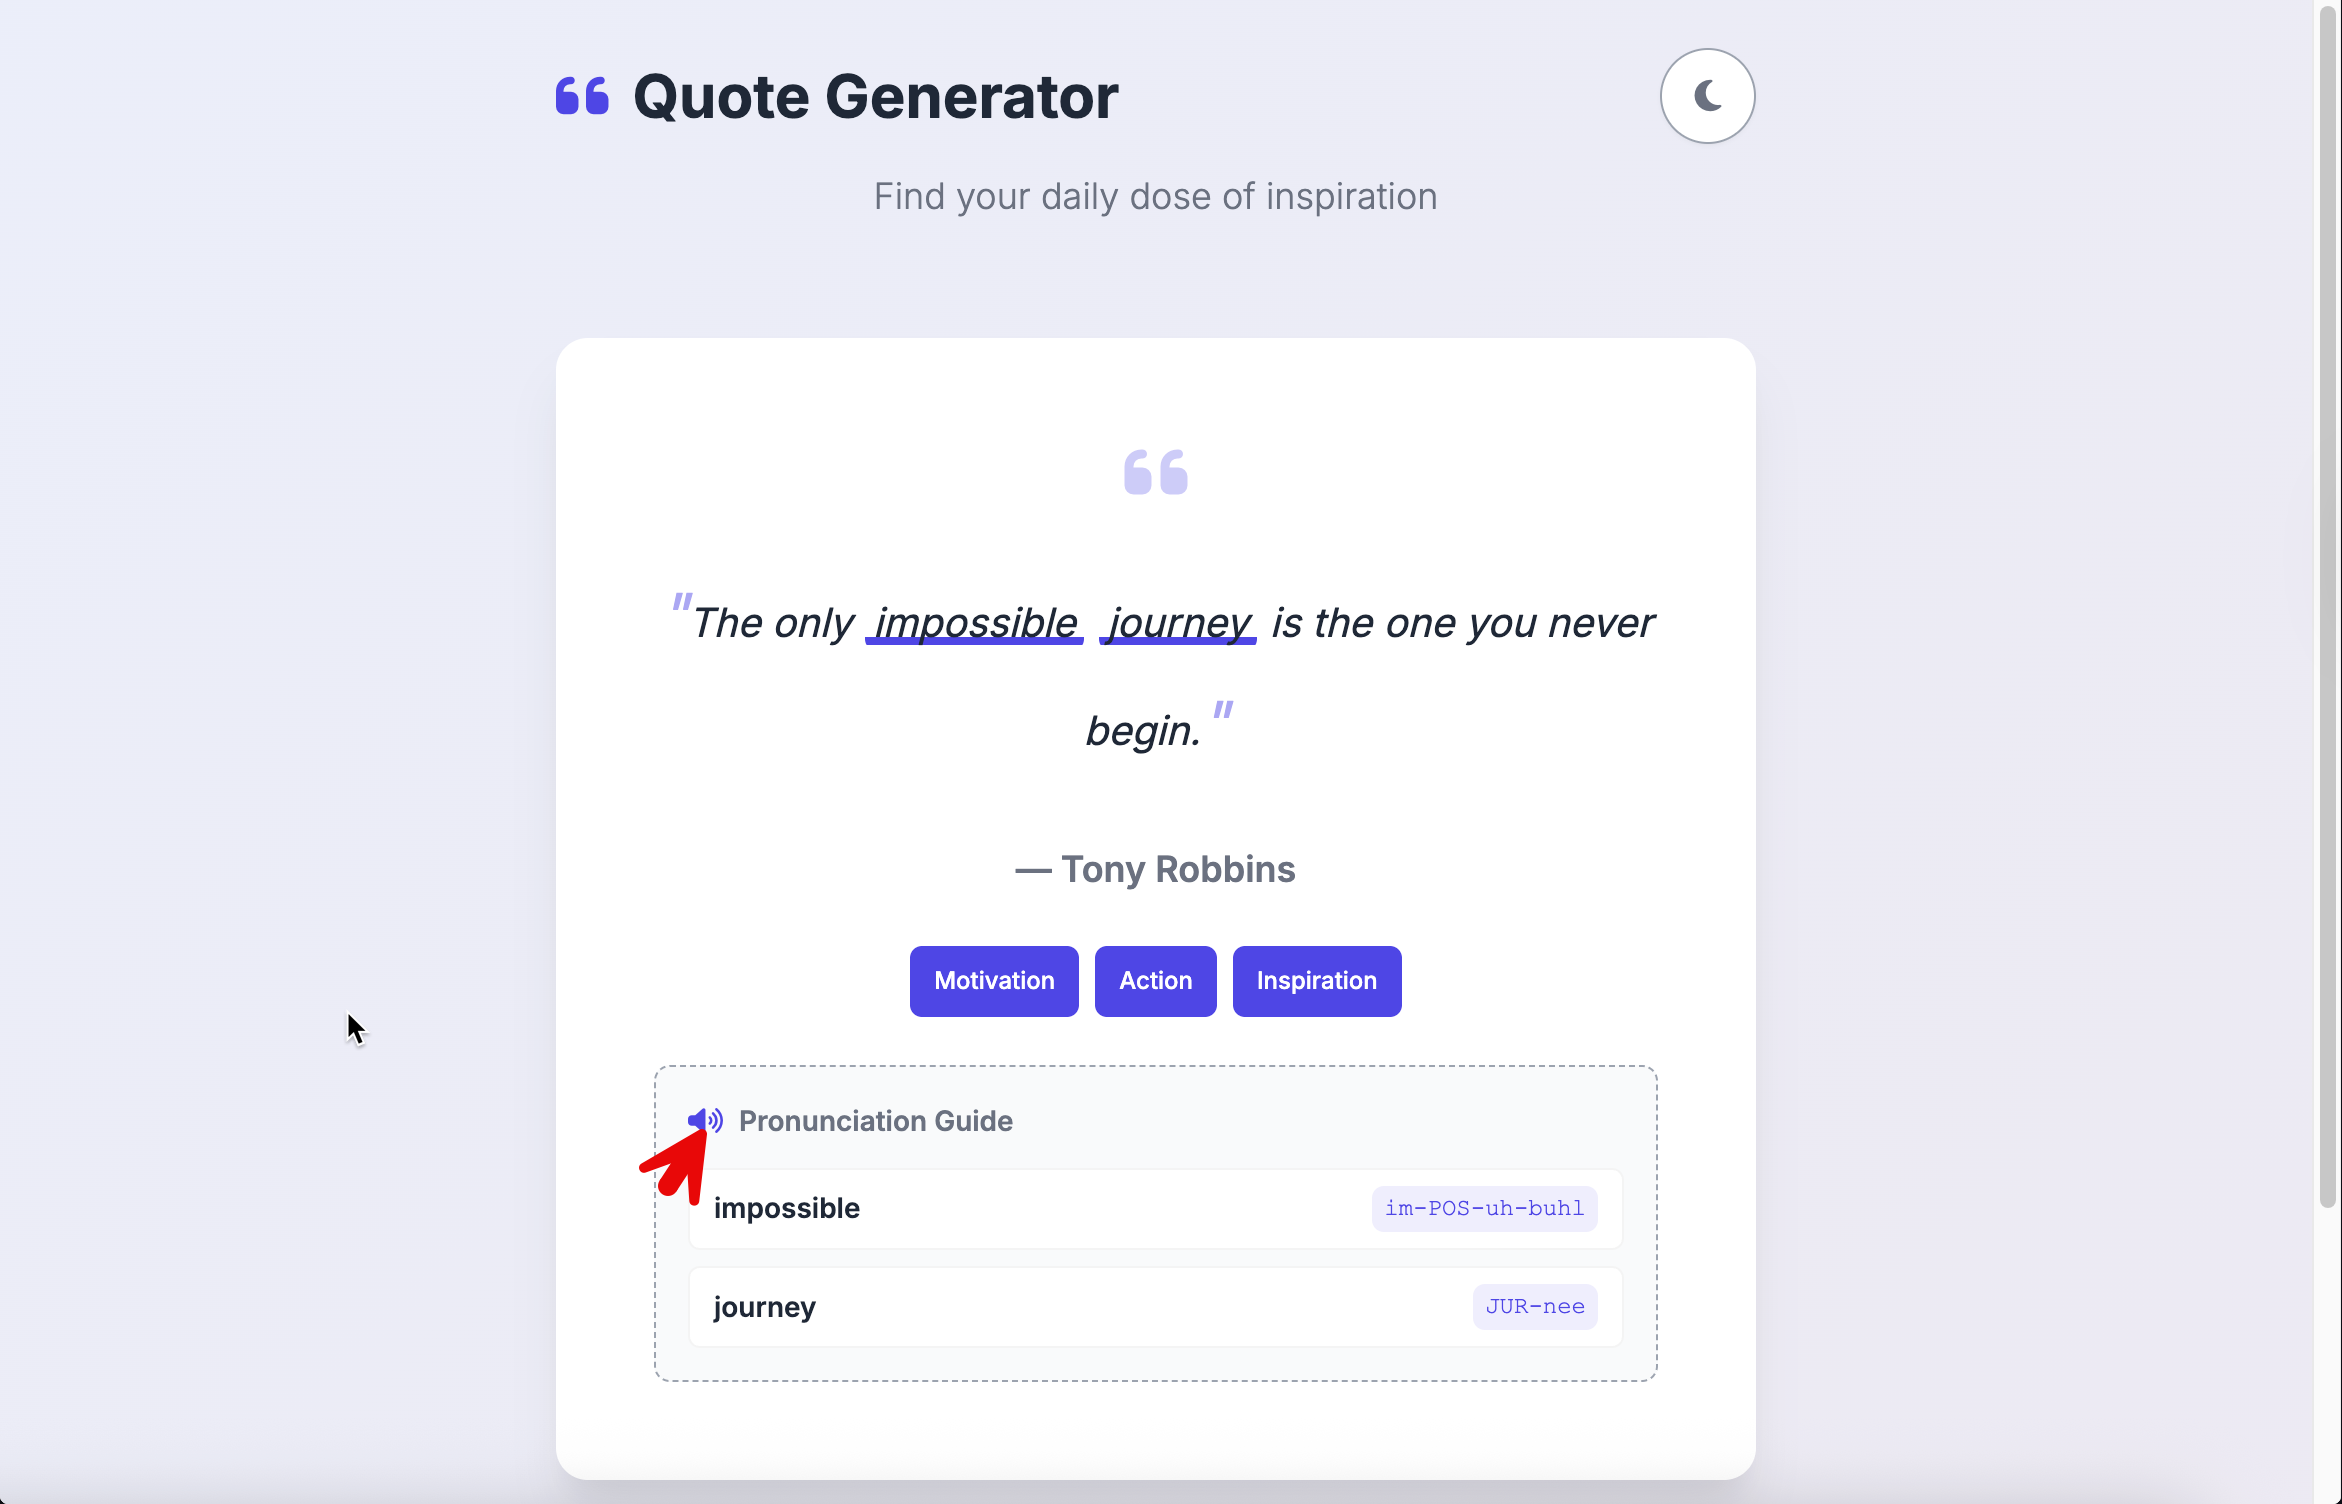 Quote Generator
Find your daily dose of inspiration
"The only impossible journey is the one you never
begin."
— Tony Robbins
Motivation Action Inspiration
Pronunciation Guide
impossible im-POS-uh-buhl
journey JUR-nee